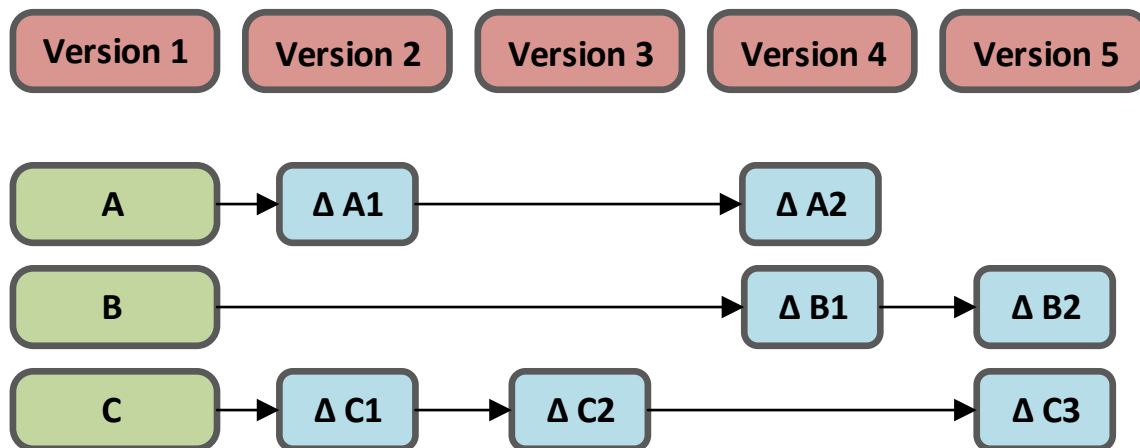 Version 1 Version 2 Version 3 Version 4 Version 5
A Δ A1 Δ A2
B Δ B1 Δ B2
C Δ C1 Δ C2 Δ C3